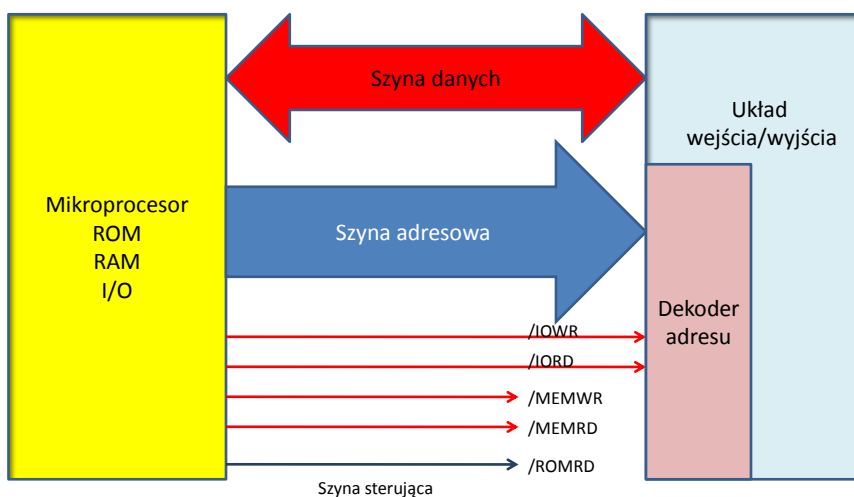 Szyna danych
Układ
wejścia/wyjścia
Mikroprocesor
ROM
RAM
I/O
Szyna adresowa
Dekoder
adresu
/IOWR
/IORD
/MEMWR
/MEMRD
/ROMRD
Szyna sterująca